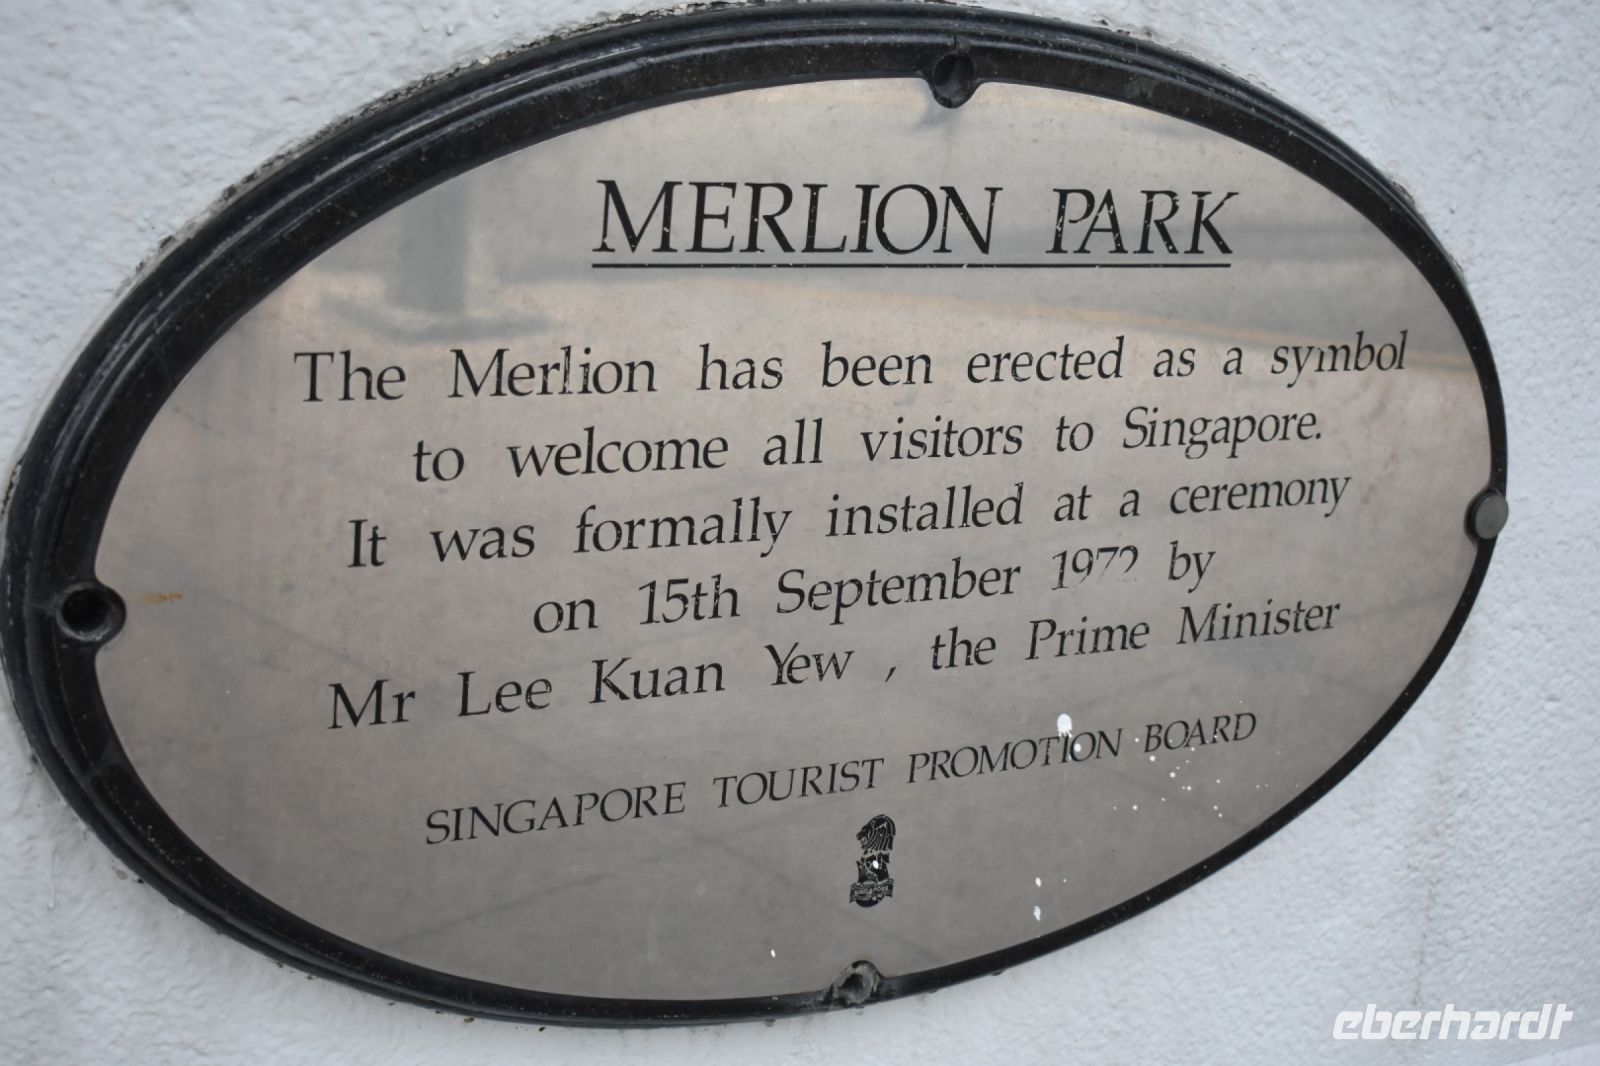 MERLION PARK
The Merlion has been erected as a symbol
to welcome all visitors to Singapore.
It was formally installed at a ceremony
on 15th September 1972 by
Mr Lee Kuan Yew , the Prime Minister
SINGAPORE TOURIST PROMOTION BOARD
SINGAPORE
eberhardt